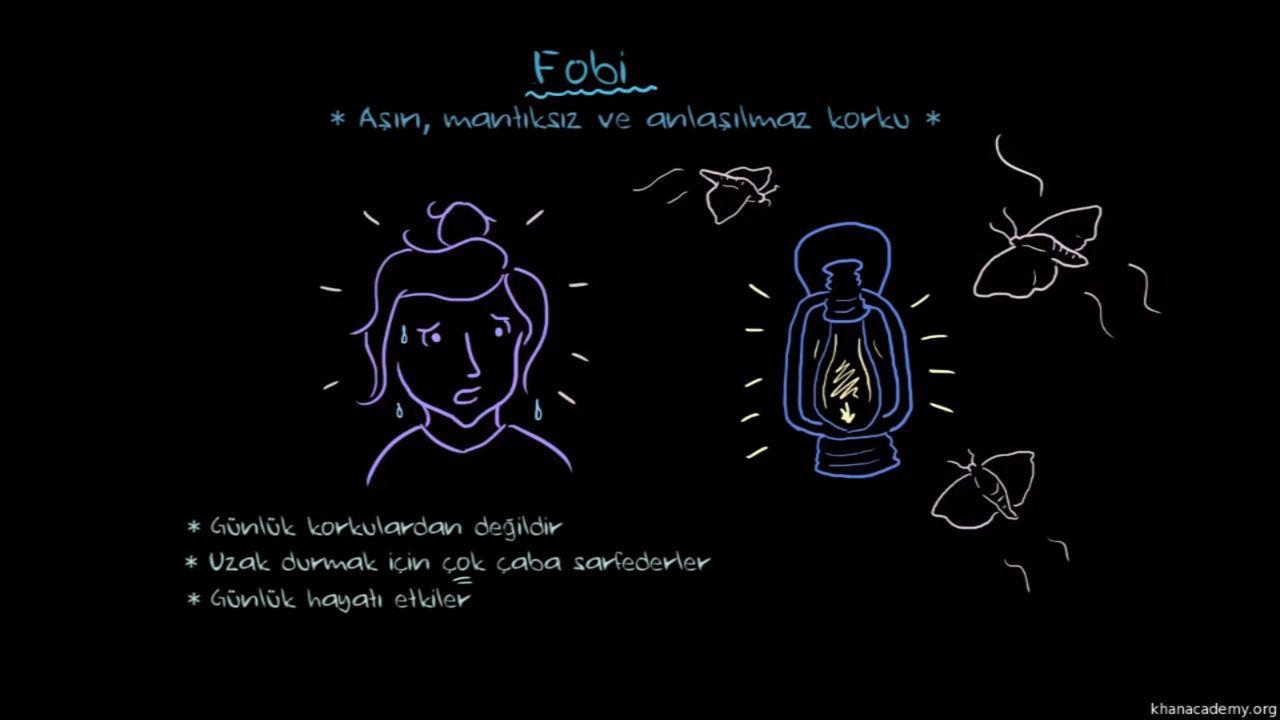 Fobi
* Aşırı, mantıksız ve anlaşılmaz korku *
* Günlük korkulardan değildir
* Uzak durmak için çok çaba sarfederler
* Günlük hayatı etkiler
khanacademy.org